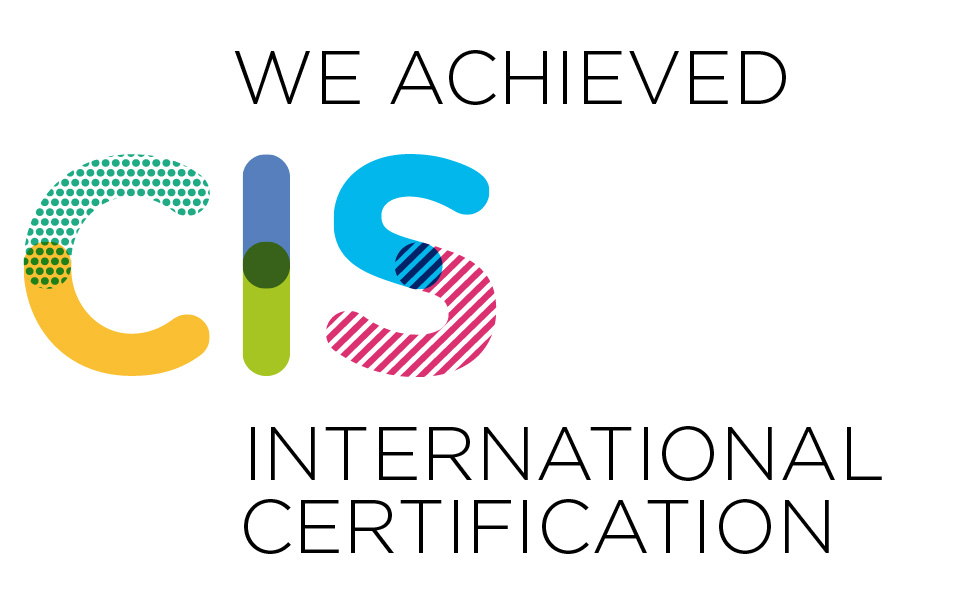 WE ACHIEVED
CIS
INTERNATIONAL
CERTIFICATION